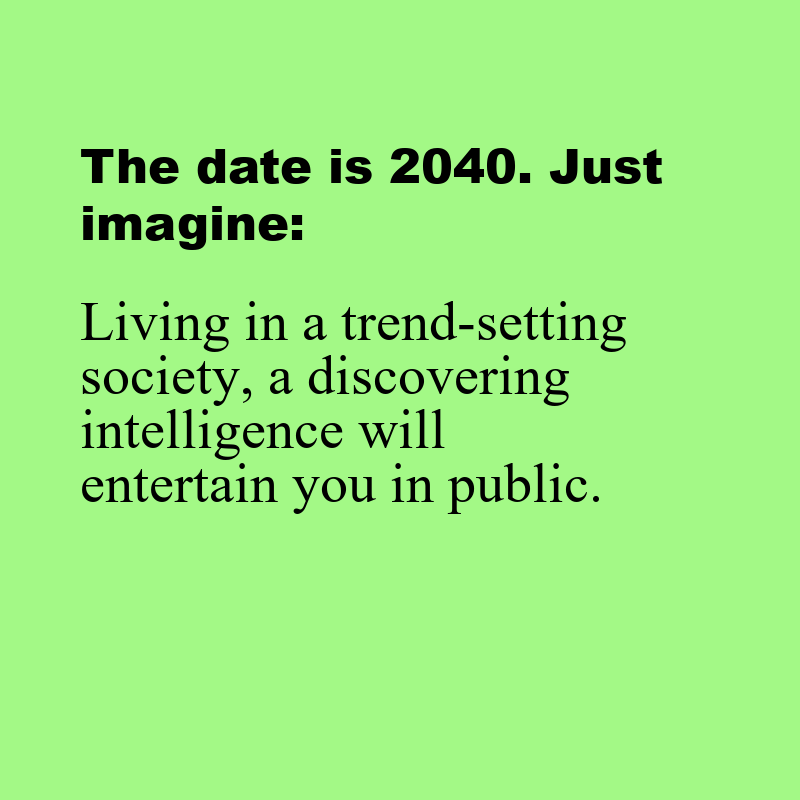 The date is 2040. Just
imagine:
Living in a trend-setting
society, a discovering
intelligence will
entertain you in public.